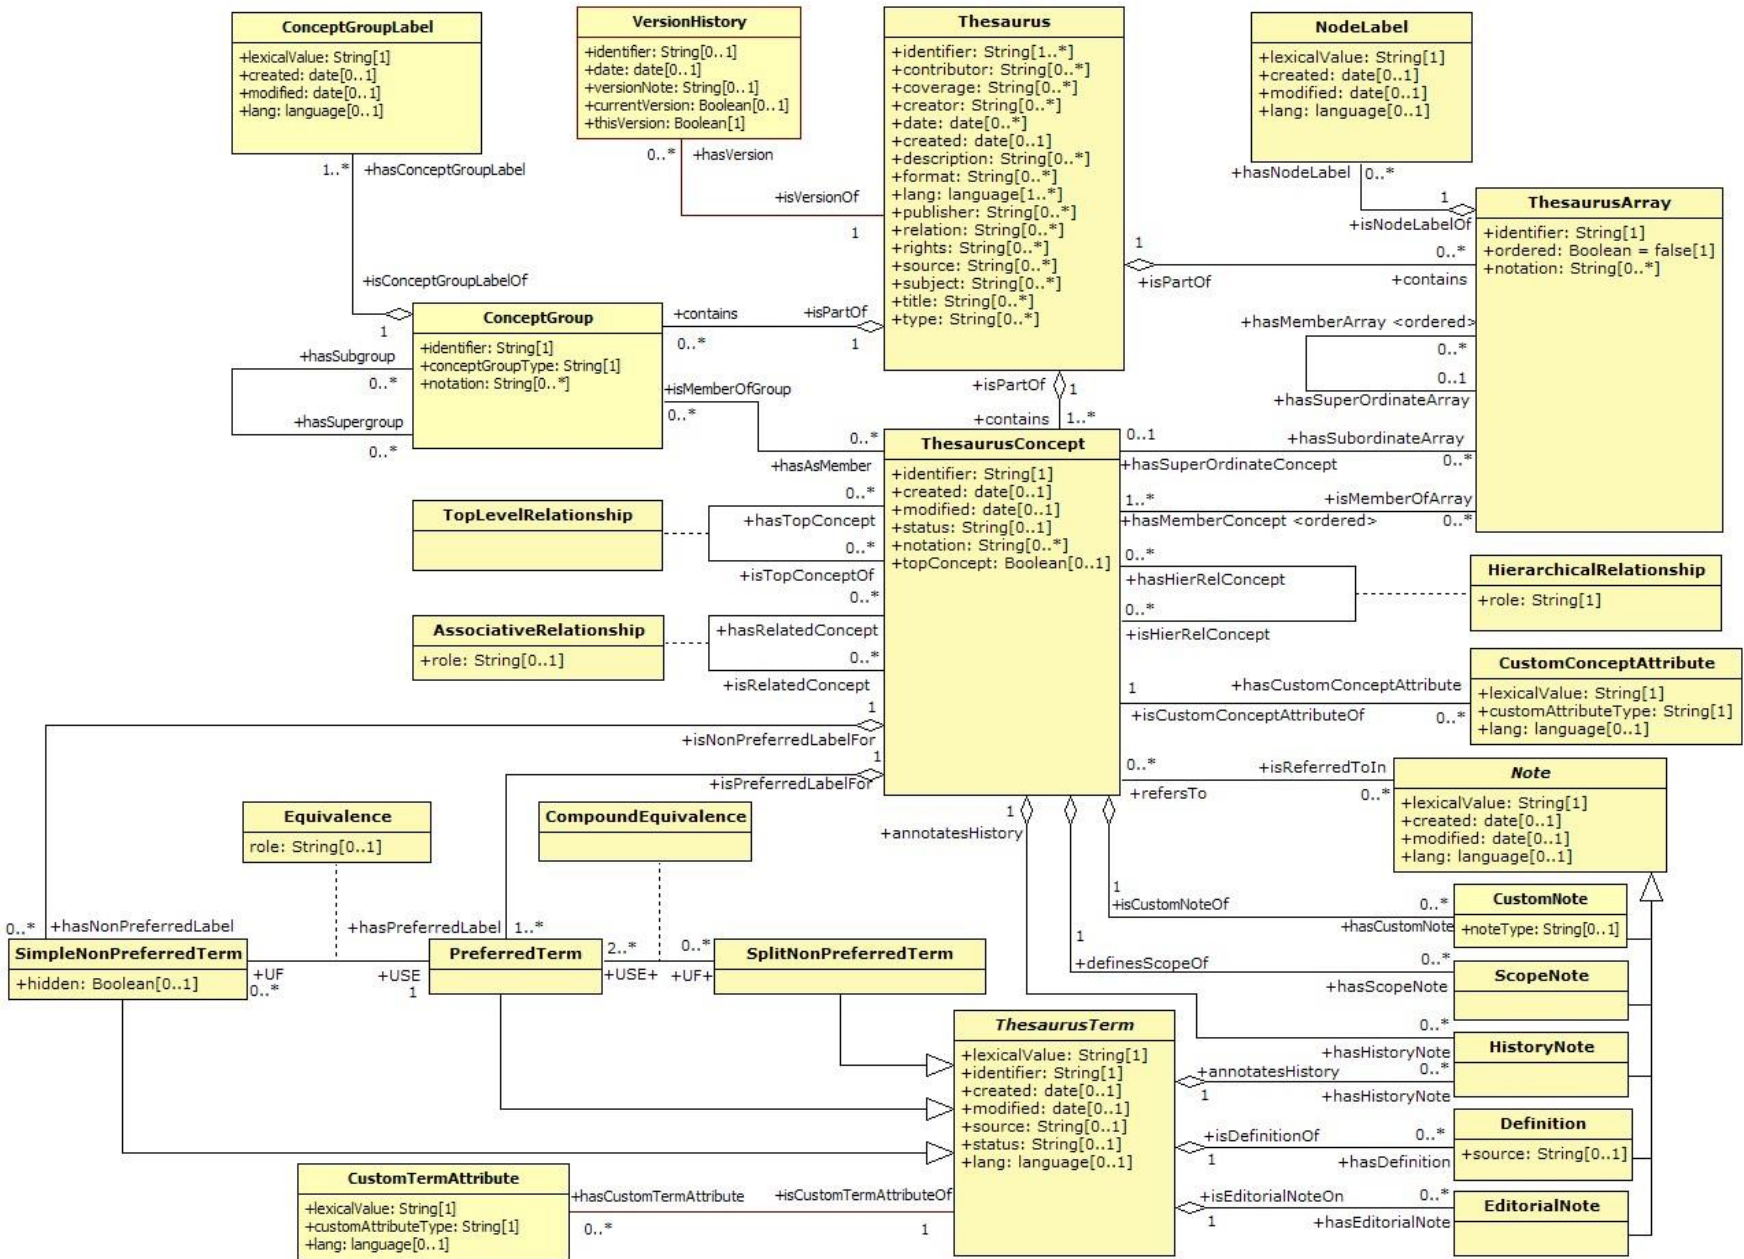 ConceptGroupLabel
+lexicalValue: String[1]
+created: date[0..1]
+modified: date[0..1]
+lang: language[0..1]
VersionHistory
+identifier: String[0..1]
+date: date[0..1]
+versionNote: String[0..1]
+currentVersion: Boolean[0..1]
+thisVersion: Boolean[1]
Thesaurus
+identifier: String[1..*]
+contributor: String[0..*]
+coverage: String[0..*]
+creator: String[0..*]
+date: date[0..*]
+created: date[0..1]
+description: String[0..*]
+format: String[0..*]
+lang: language[1..*]
+publisher: String[0..*]
+relation: String[0..*]
+rights: String[0..*]
+source: String[0..*]
+subject: String[0..*]
+title: String[0..*]
+type: String[0..*]
NodeLabel
+lexicalValue: String[1]
+created: date[0..1]
+modified: date[0..1]
+lang: language[0..1]
1..* +hasConceptGroupLabel
0..* +hasVersion
+isVersionOf
1
+hasNodeLabel 0..*
1
+isNodeLabelOf
ThesaurusArray
+identifier: String[1]
+ordered: Boolean = false[1]
+notation: String[0..*]
1
+isPartOf
0..*
+contains
+isConceptGroupLabelOf
1
ConceptGroup
+identifier: String[1]
+conceptGroupType: String[1]
+notation: String[0..*]
+contains
0..*
+isPartOf
1
+hasSubgroup
0..*
+hasSupergroup
0..*
+hasMemberArray <ordered>
0..*
0..1
+hasSuperOrdinateArray
+isMemberOfGroup
0..*
0..*
+hasAsMember
+isPartOf 1
+contains 1..*
ThesaurusConcept
+identifier: String[1]
+created: date[0..1]
+modified: date[0..1]
+status: String[0..1]
+notation: String[0..*]
+topConcept: Boolean[0..1]
0..1 +hasSubordinateArray
+hasSuperOrdinateConcept 0..*
1..* +isMemberOfArray
+hasMemberConcept <ordered> 0..*
TopLevelRelationship
0..*
+hasTopConcept
0..*
+isTopConceptOf
0..*
+hasHierRelConcept
0..*
+isHierRelConcept
HierarchicalRelationship
+role: String[1]
AssociativeRelationship
+role: String[0..1]
0..*
+hasRelatedConcept
0..*
+isRelatedConcept
1 +hasCustomConceptAttribute
+isCustomConceptAttributeOf 0..*
CustomConceptAttribute
+lexicalValue: String[1]
+customAttributeType: String[1]
+lang: language[0..1]
1
+isNonPreferredLabelFor
1
+isPreferredLabelFor
0..* +isReferredToIn
+refersTo 0..*
Note
+lexicalValue: String[1]
+created: date[0..1]
+modified: date[0..1]
+lang: language[0..1]
Equivalence
role: String[0..1]
CompoundEquivalence
1
+annotatesHistory
1
+isCustomNoteOf
0..*
+hasCustomNote
CustomNote
+noteType: String[0..1]
0..* +hasNonPreferredLabel
+hasPreferredLabel 1..*
SimpleNonPreferredTerm
+hidden: Boolean[0..1]
+UF
0..*
+USE
1
PreferredTerm
2..*
+USE+
0..*
+UF+
SplitNonPreferredTerm
1
+definesScopeOf
0..*
+hasScopeNote
ScopeNote
ThesaurusTerm
+lexicalValue: String[1]
+identifier: String[1]
+created: date[0..1]
+modified: date[0..1]
+source: String[0..1]
+status: String[0..1]
+lang: language[0..1]
0..*
+hasHistoryNote
HistoryNote
+annotatesHistory 0..*
1 +hasHistoryNote
+isDefinitionOf 0..*
1 +hasDefinition
Definition
+source: String[0..1]
+isEditorialNoteOn 0..*
1 +hasEditorialNote
EditorialNote
CustomTermAttribute
+lexicalValue: String[1]
+customAttributeType: String[1]
+lang: language[0..1]
+hasCustomTermAttribute
0..*
+isCustomTermAttributeOf
1